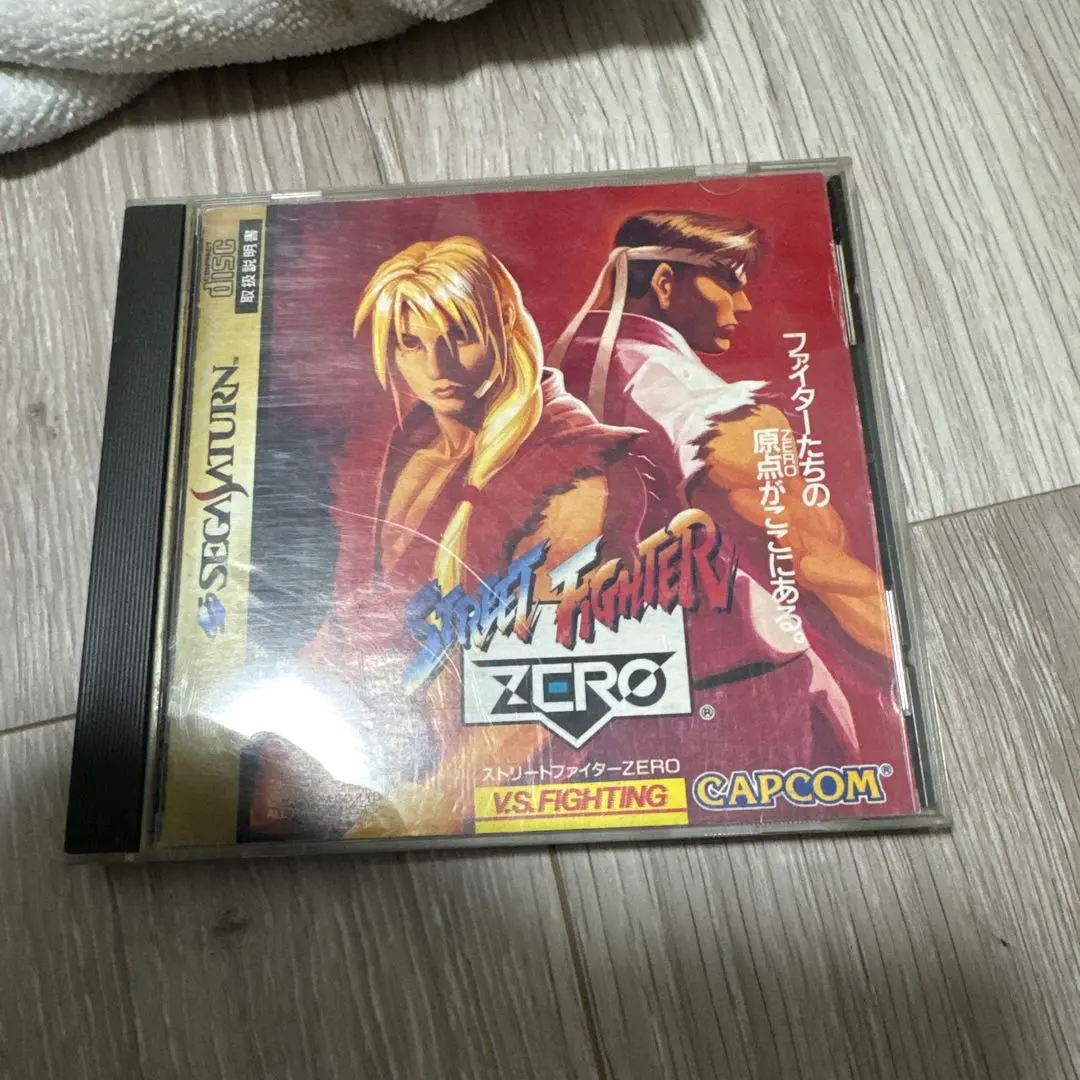 COMPACT
disc
取扱説明書
SEGA SATURN™
ファイターたちの
ZERO
原点がここにある。
STREET FIGHTER
ZERO
®
ストリートファイターZERO
V.S. FIGHTING
CAPCOM®